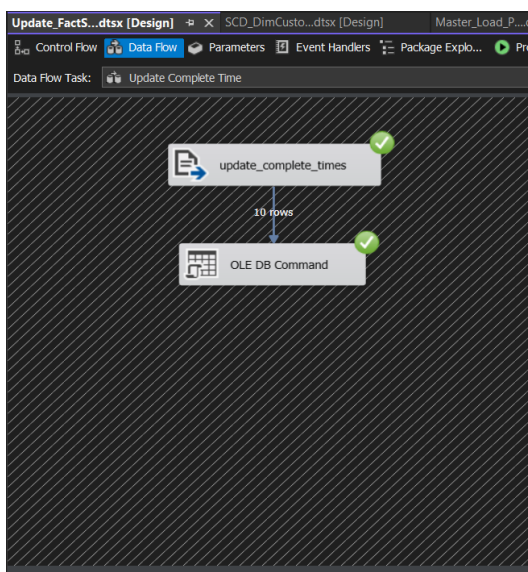 Update_FactS...dtsx [Design] SCD_DimCusto...dtsx [Design] Master_Load_P...
Control Flow Data Flow Parameters Event Handlers Package Explo... Pr
Data Flow Task: Update Complete Time
update_complete_times
10 rows
OLE DB Command